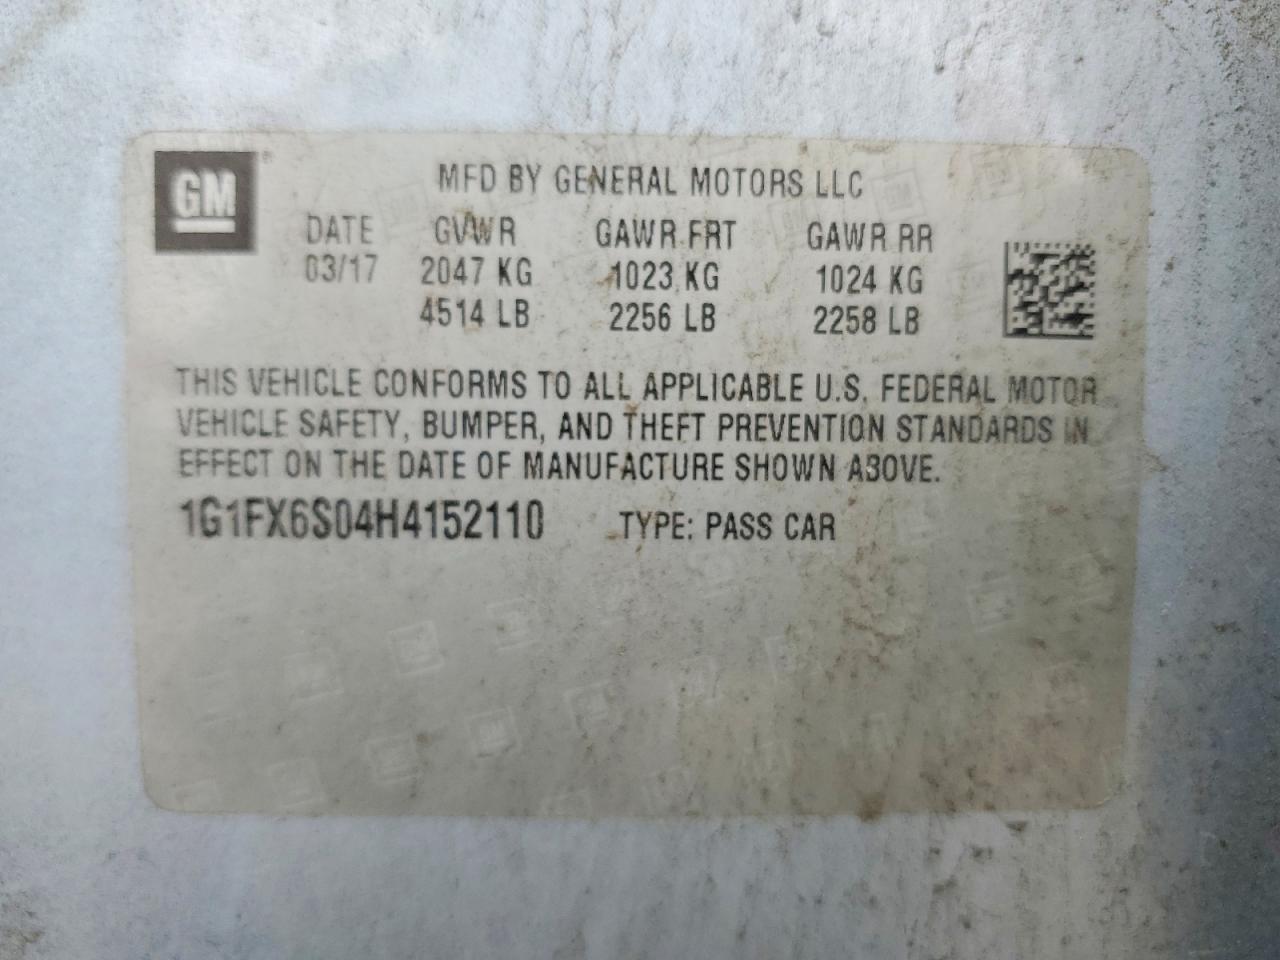 GM®
MFD BY GENERAL MOTORS LLC
DATE GVWR GAWR FRT GAWR RR
03/17 2047 KG 1023 KG 1024 KG
4514 LB 2256 LB 2258 LB
THIS VEHICLE CONFORMS TO ALL APPLICABLE U.S. FEDERAL MOTOR
VEHICLE SAFETY, BUMPER, AND THEFT PREVENTION STANDARDS IN
EFFECT ON THE DATE OF MANUFACTURE SHOWN ABOVE.
1G1FX6S04H4152110 TYPE: PASS CAR